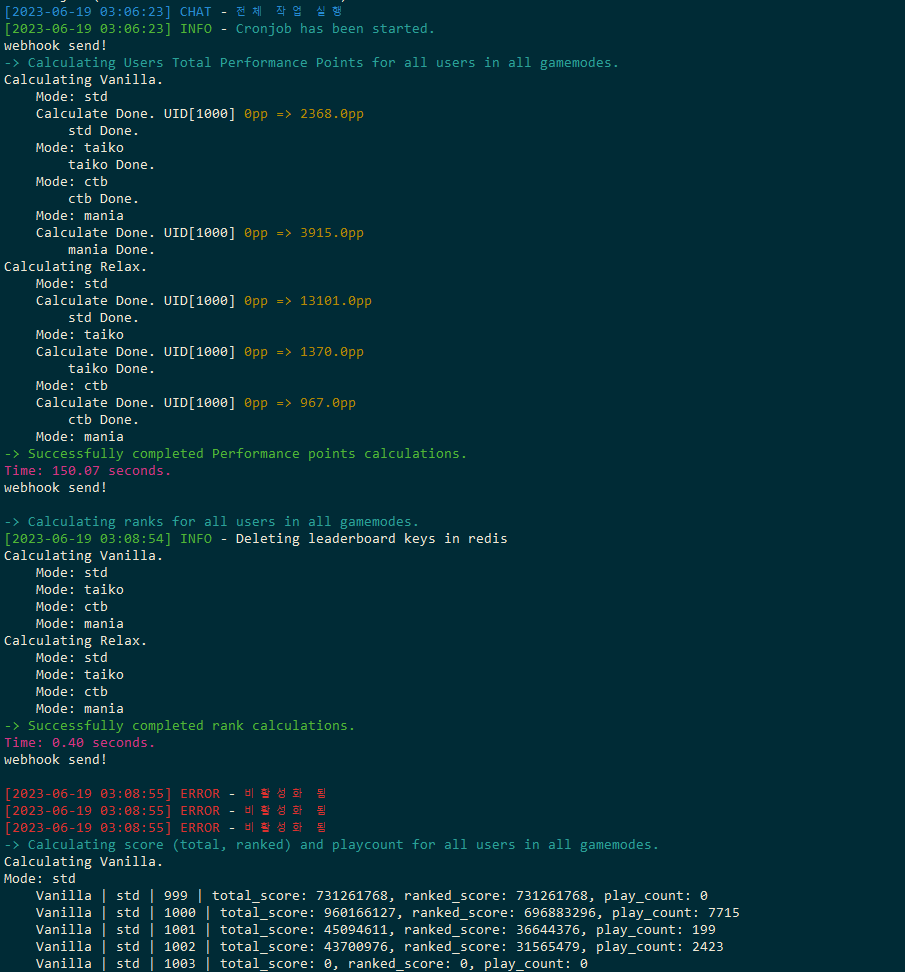 [2023-06-19 03:06:23] CHAT - 전체 작업 실행
[2023-06-19 03:06:23] INFO - Cronjob has been started.
webhook send!
-> Calculating Users Total Performance Points for all users in all gamemodes.
Calculating Vanilla.
Mode: std
Calculate Done. UID[1000] 0pp => 2368.0pp
std Done.
Mode: taiko
taiko Done.
Mode: ctb
ctb Done.
Mode: mania
Calculate Done. UID[1000] 0pp => 3915.0pp
mania Done.
Calculating Relax.
Mode: std
Calculate Done. UID[1000] 0pp => 13101.0pp
std Done.
Mode: taiko
Calculate Done. UID[1000] 0pp => 1370.0pp
taiko Done.
Mode: ctb
Calculate Done. UID[1000] 0pp => 967.0pp
ctb Done.
Mode: mania
-> Successfully completed Performance points calculations.
Time: 150.07 seconds.
webhook send!
-> Calculating ranks for all users in all gamemodes.
[2023-06-19 03:08:54] INFO - Deleting leaderboard keys in redis
Calculating Vanilla.
Mode: std
Mode: taiko
Mode: ctb
Mode: mania
Calculating Relax.
Mode: std
Mode: taiko
Mode: ctb
Mode: mania
-> Successfully completed rank calculations.
Time: 0.40 seconds.
webhook send!
[2023-06-19 03:08:55] ERROR - 비활성화 됨
[2023-06-19 03:08:55] ERROR - 비활성화 됨
[2023-06-19 03:08:55] ERROR - 비활성화 됨
-> Calculating score (total, ranked) and playcount for all users in all gamemodes.
Calculating Vanilla.
Mode: std
Vanilla | std | 999 | total_score: 731261768, ranked_score: 731261768, play_count: 0
Vanilla | std | 1000 | total_score: 960166127, ranked_score: 696883296, play_count: 7715
Vanilla | std | 1001 | total_score: 45094611, ranked_score: 36644376, play_count: 199
Vanilla | std | 1002 | total_score: 43700976, ranked_score: 31565479, play_count: 2423
Vanilla | std | 1003 | total_score: 0, ranked_score: 0, play_count: 0